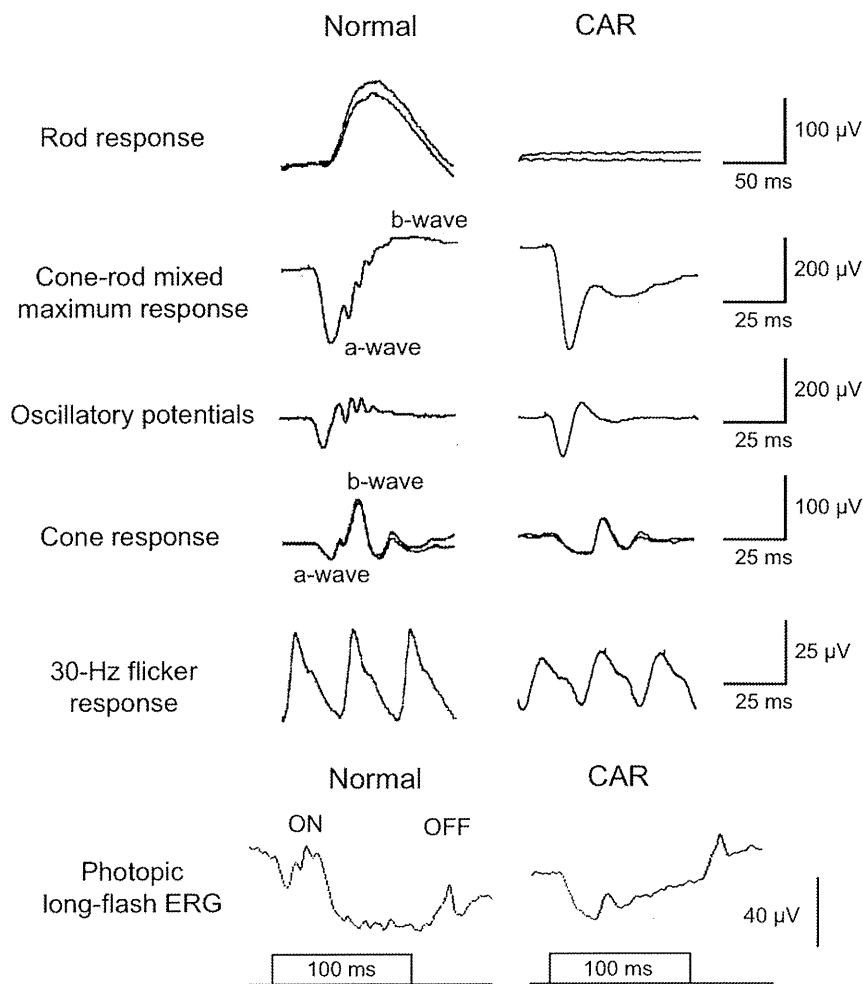 Normal CAR
Rod response
100 µV
50 ms
b-wave
Cone-rod mixed
maximum response
200 µV
25 ms
a-wave
Oscillatory potentials
200 µV
25 ms
b-wave
Cone response
100 µV
25 ms
a-wave
30-Hz flicker
response
25 µV
25 ms
Normal CAR
ON OFF
Photopic
long-flash ERG
40 µV
100 ms 100 ms